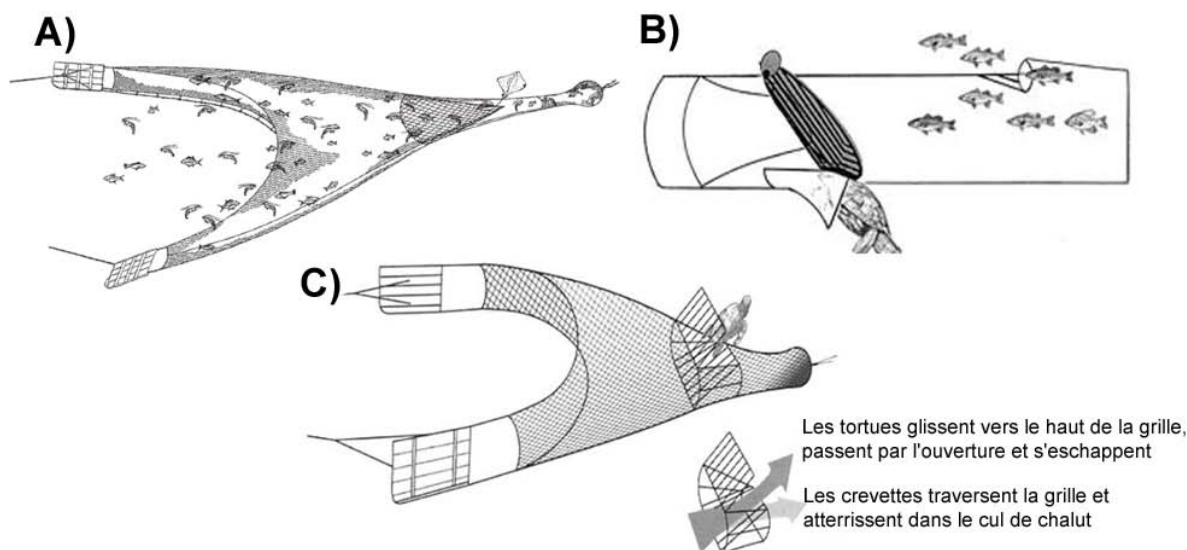 A)
B)
C)
Les tortues glissent vers le haut de la grille,
passent par l'ouverture et s'eschappent
Les crevettes traversent la grille et
atterrissent dans le cul de chalut